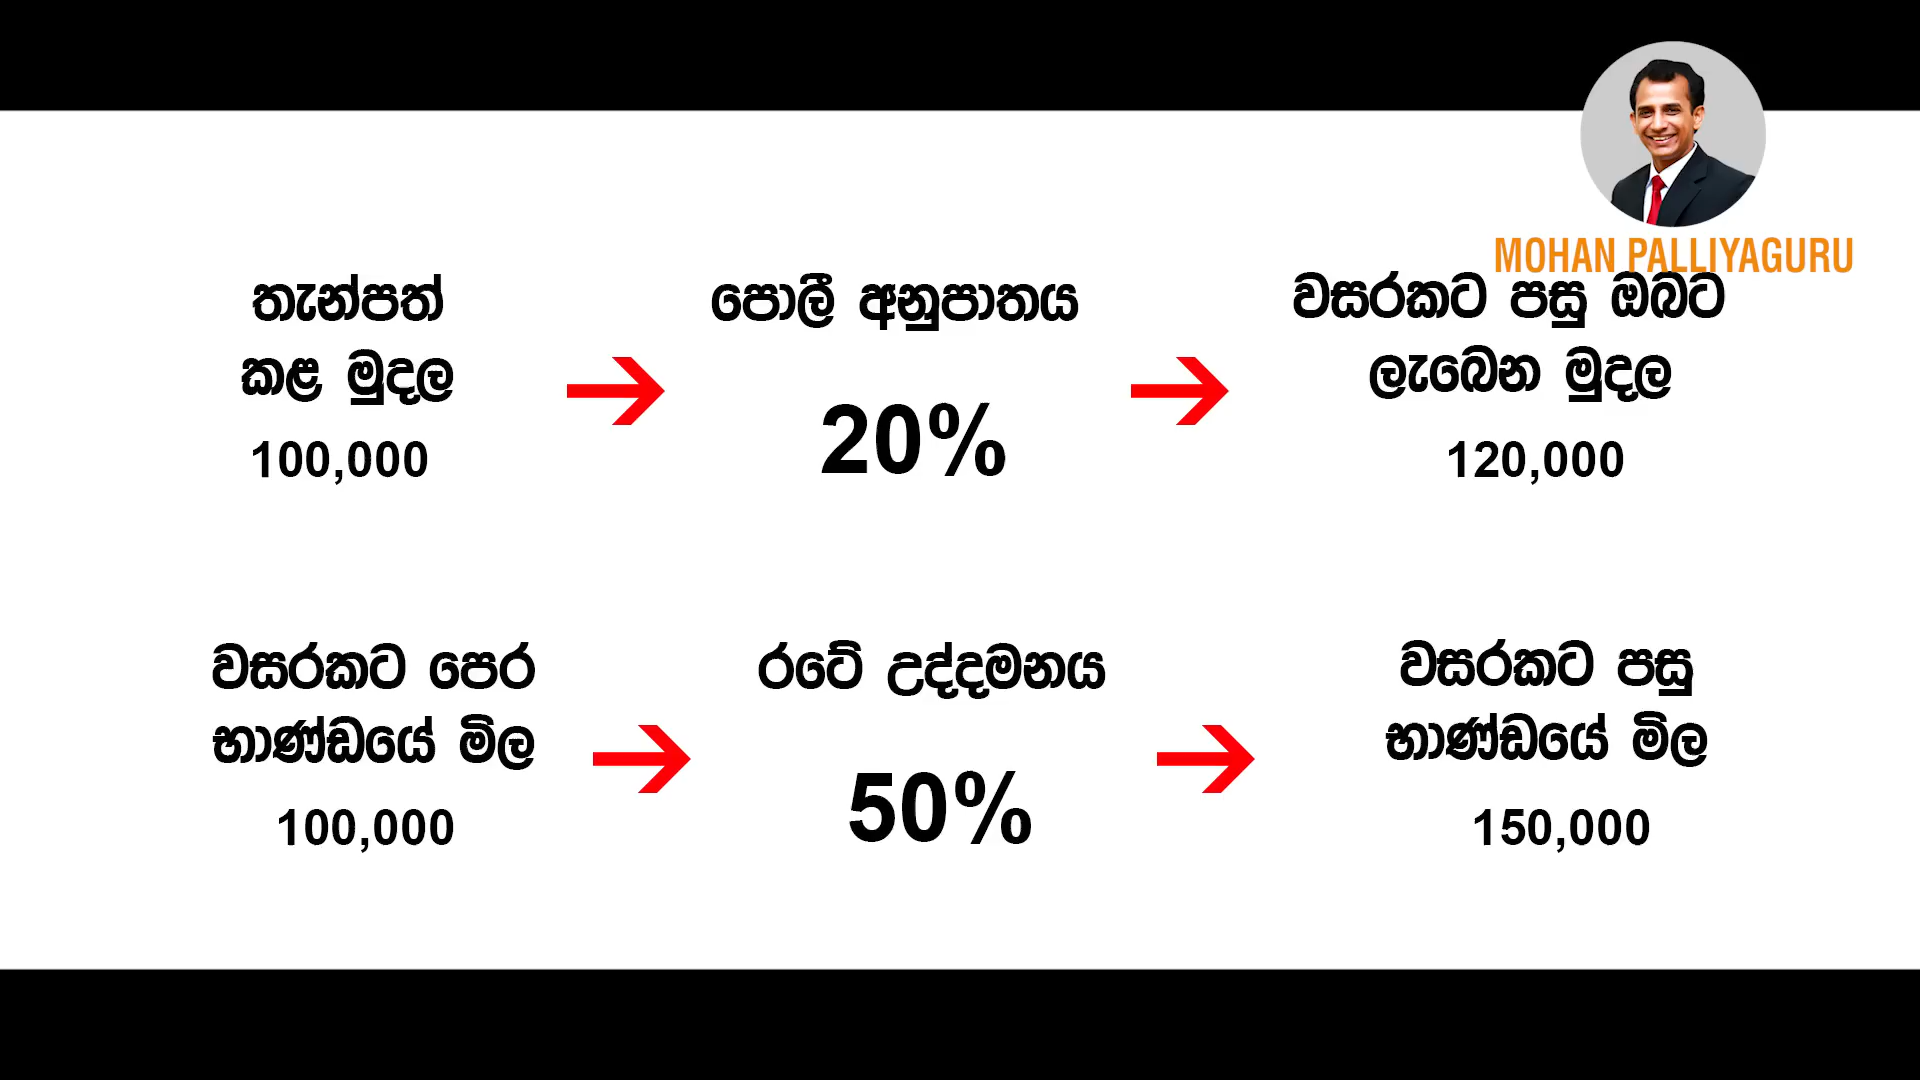 MOHAN PALLIYAGURU
තැන්පත්
කළ මුදල
100,000
පොලී අනුපාතය
20%
වසරකට පසු ඔබට
ලැබෙන මුදල
120,000
වසරකට පෙර
භාණ්ඩයේ මිල
100,000
රටේ උද්දමනය
50%
වසරකට පසු
භාණ්ඩයේ මිල
150,000